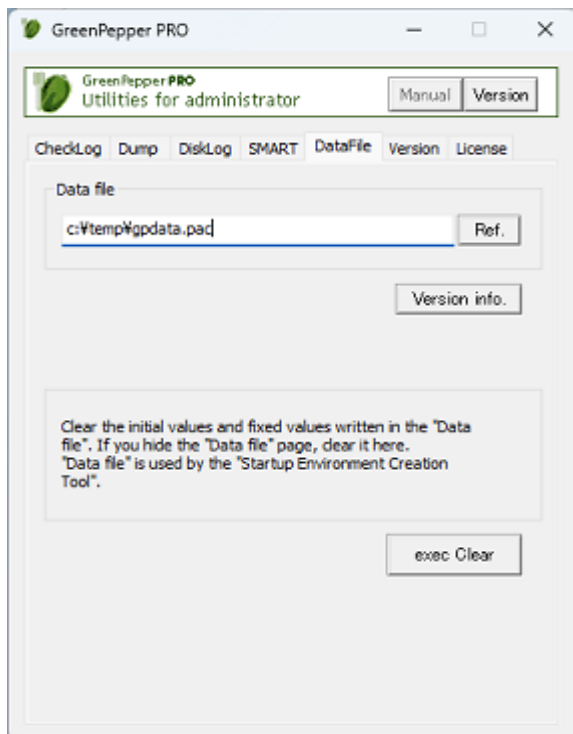 GreenPepper PRO
GreenPepper PRO
Utilities for administrator
Manual Version
CheckLog Dump DiskLog SMART DataFile Version License
Data file
c:¥temp¥gpdata.pac Ref.
Version info.
Clear the initial values and fixed values written in the "Data
file". If you hide the "Data file" page, clear it here.
"Data file" is used by the "Startup Environment Creation
Tool".
exec Clear